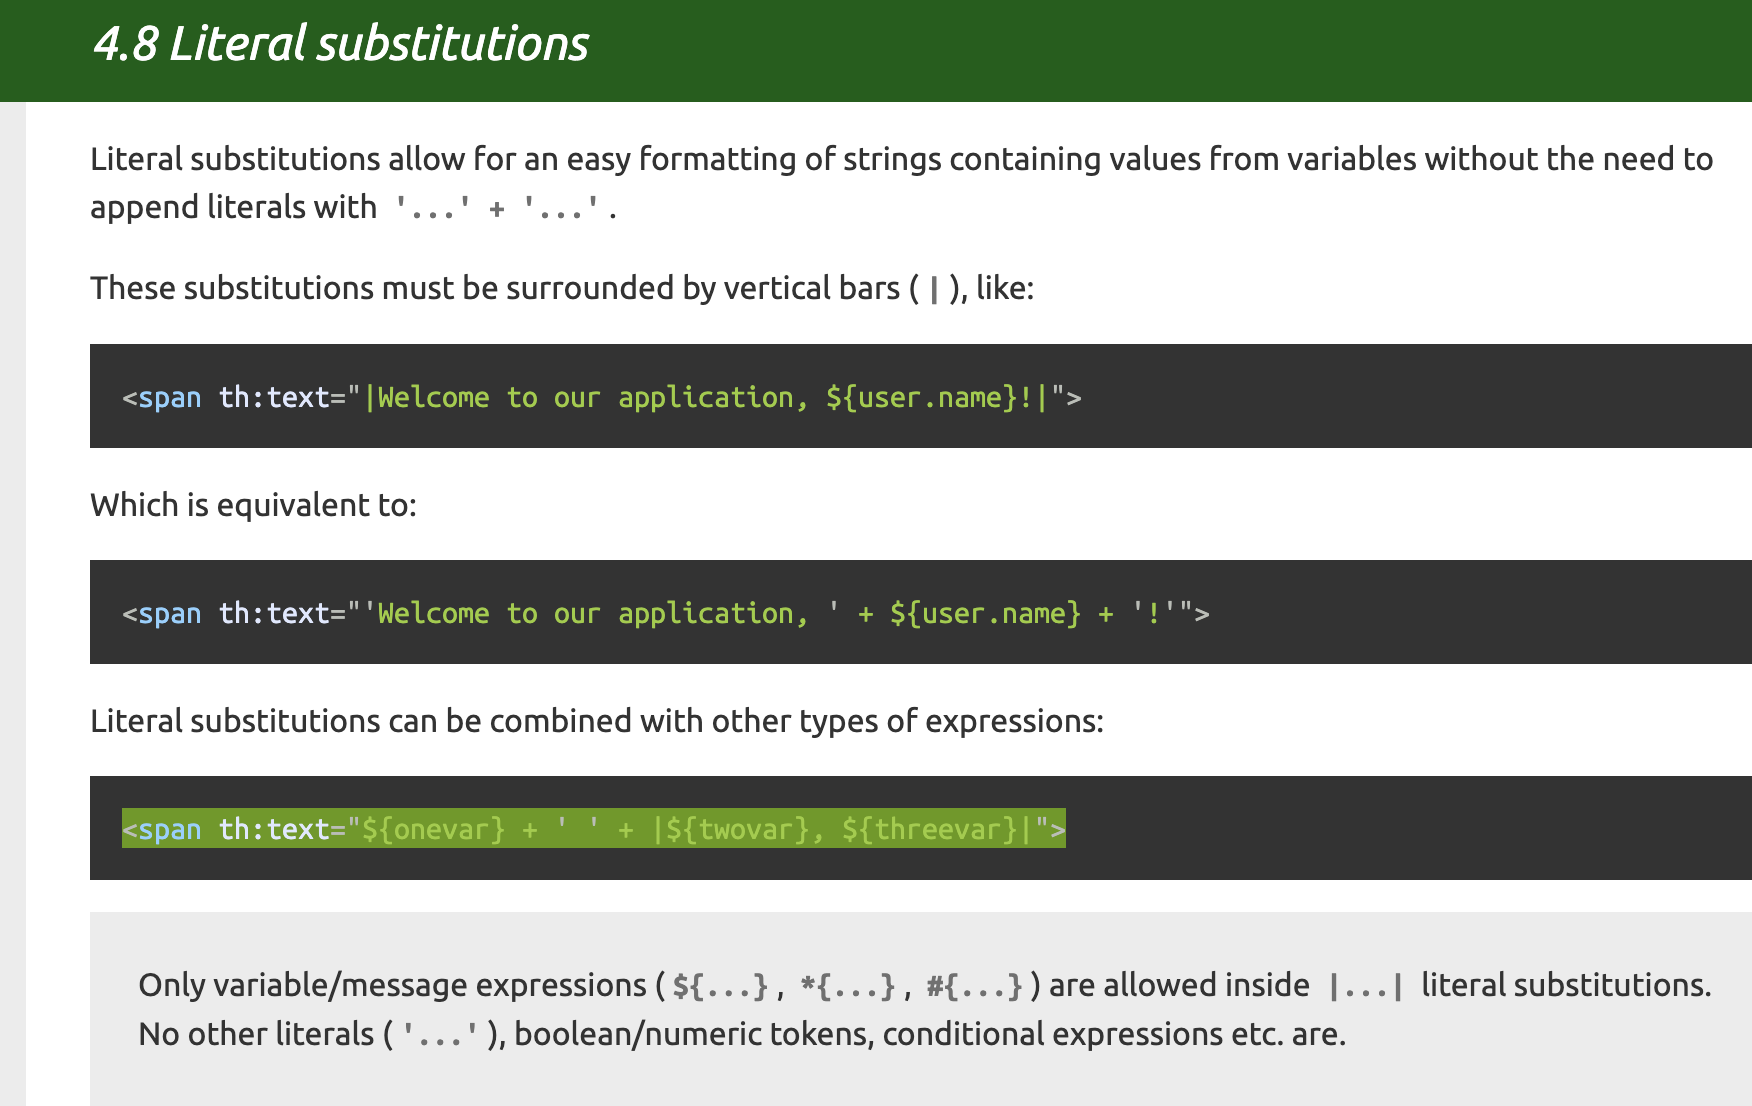 4.8 Literal substitutions
Literal substitutions allow for an easy formatting of strings containing values from variables without the need to
append literals with '...' + '...'.
These substitutions must be surrounded by vertical bars (|), like:
<span th:text="|Welcome to our application, ${user.name}!|">
Which is equivalent to:
<span th:text="'Welcome to our application, ' + ${user.name} + '!'">
Literal substitutions can be combined with other types of expressions:
<span th:text="${onevar} + ' ' + |${twovar}, ${threevar}|">
Only variable/message expressions (${...}, *{...}, #{...}) are allowed inside |...| literal substitutions.
No other literals ('...'), boolean/numeric tokens, conditional expressions etc. are.